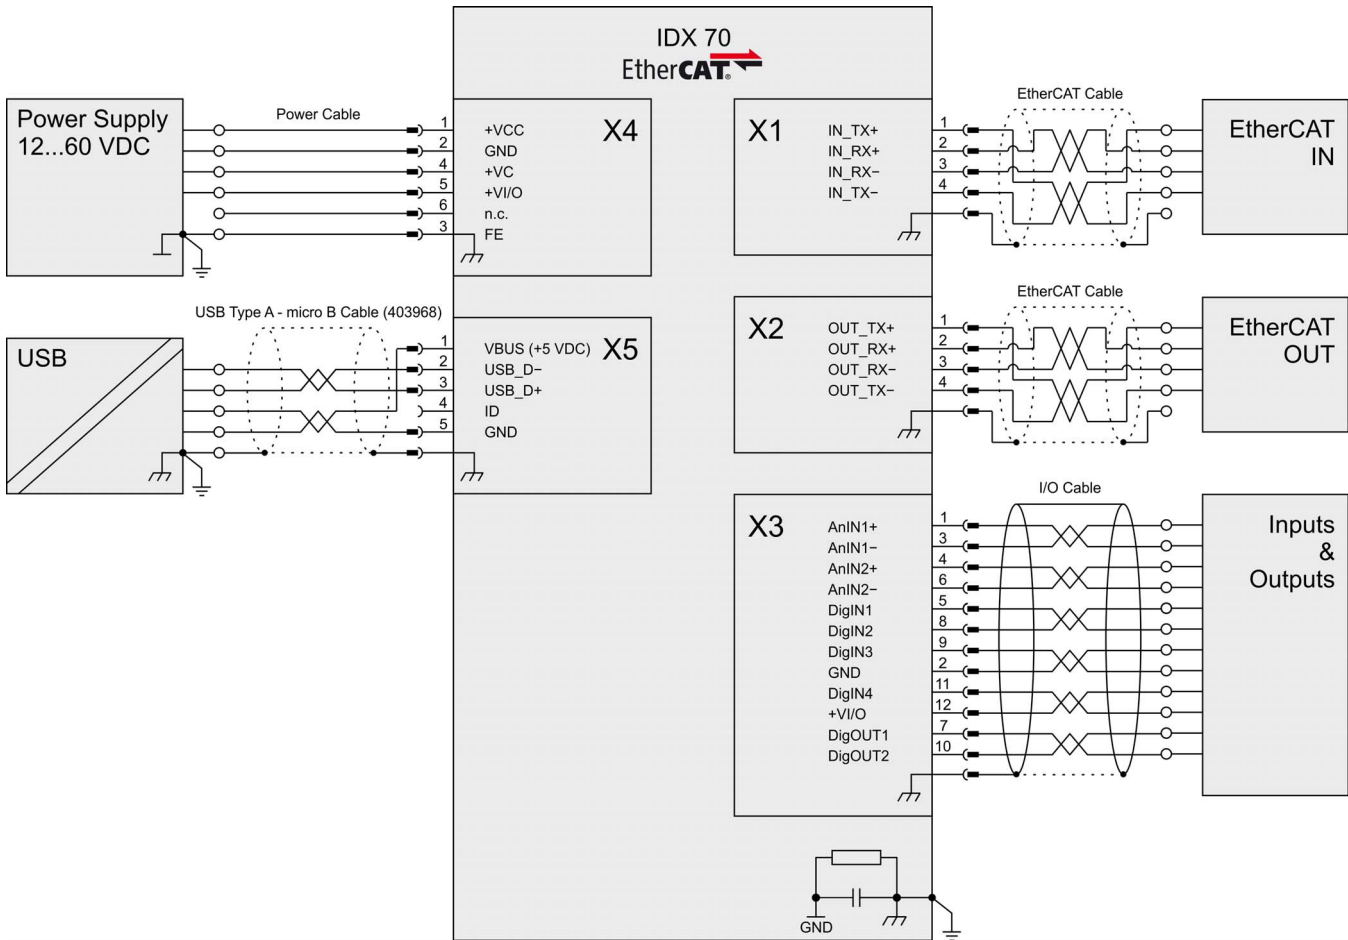 IDX 70
EtherCAT®
Power Supply
12...60 VDC
Power Cable
1
2
4
5
6
3
+VCC
GND
+VC
+VI/O
n.c.
FE
X4
USB Type A - micro B Cable (403968)
USB
1
2
3
4
5
VBUS (+5 VDC)
USB_D−
USB_D+
ID
GND
X5
X1
IN_TX+
IN_RX+
IN_RX−
IN_TX−
1
2
3
4
EtherCAT Cable
EtherCAT
IN
X2
OUT_TX+
OUT_RX+
OUT_RX−
OUT_TX−
1
2
3
4
EtherCAT Cable
EtherCAT
OUT
X3
AnIN1+
AnIN1−
AnIN2+
AnIN2−
DigIN1
DigIN2
DigIN3
GND
DigIN4
+VI/O
DigOUT1
DigOUT2
1
3
4
6
5
8
9
2
11
12
7
10
I/O Cable
Inputs
&
Outputs
GND